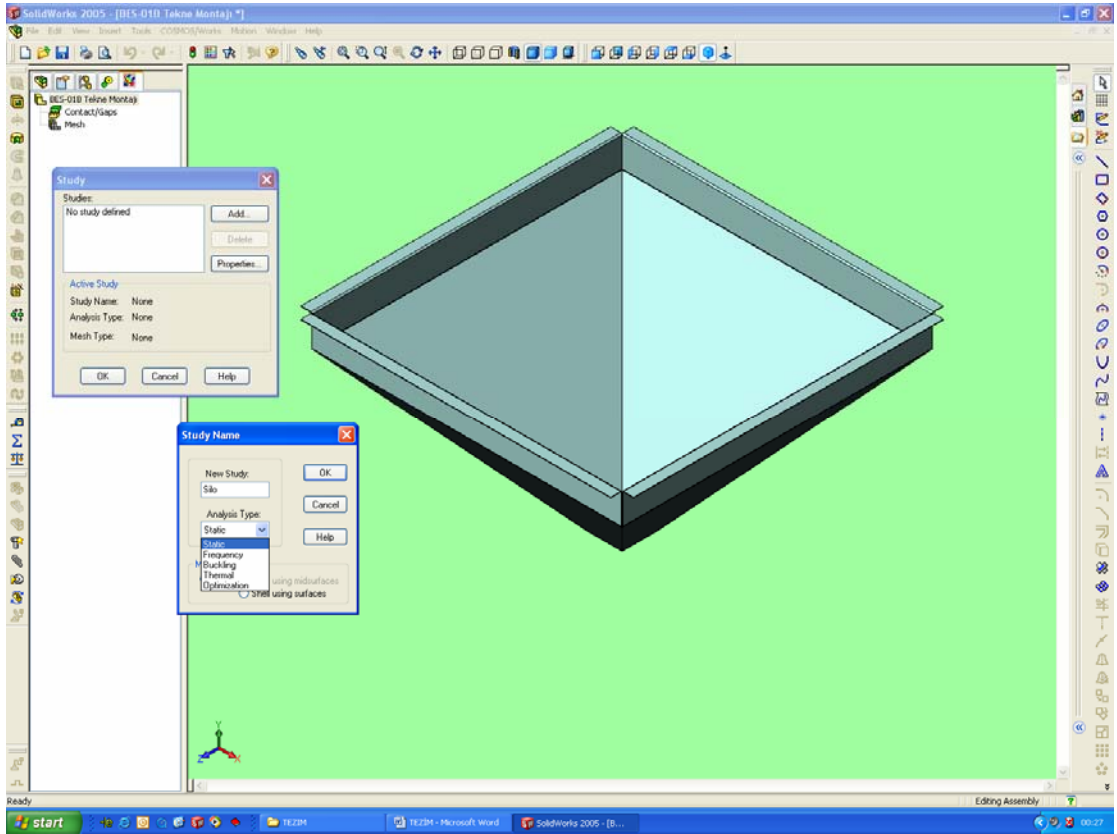 SolidWorks 2005 - [BES-01B Tekne Montajı *]
File Edit View Insert Tools COSMOS/Works Motion Window Help
BES-01B Tekne Montajı
Contact/Gaps
Mesh
Study
Studies:
No study defined
Add...
Delete
Properties...
Active Study
Study Name: None
Analysis Type: None
Mesh Type: None
OK Cancel Help
Study Name
New Study:
Silo
OK
Cancel
Analysis Type:
Static
Help
Static
Frequency
Buckling
Thermal
Optimization
using midsurfaces
Shell using surfaces
Y
Z X
Ready
Editing Assembly
start
TEZIM
TEZİM - Microsoft Word
SolidWorks 2005 - [B...
00:27